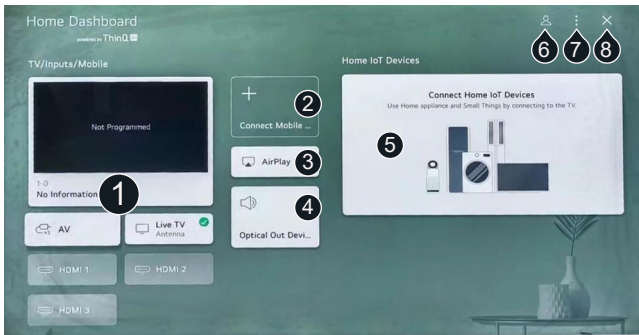 Home Dashboard
powered by ThinQ AI
6
7
8
TV/Inputs/Mobile
Home IoT Devices
Not Programmed
1-0
No Information
1
Connect Mobile ...
2
AirPlay
3
4
Optical Out Devi...
Connect Home IoT Devices
Use Home appliance and Small Things by connecting to the TV.
5
AV
Live TV
Antenna
HDMI 1
HDMI 2
HDMI 3